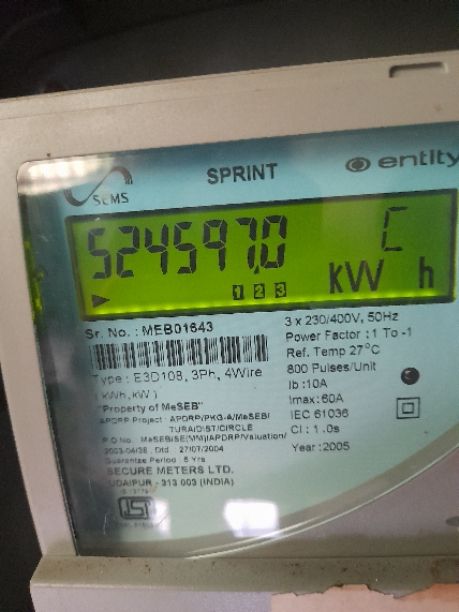 SPRINT
entity
SEMS
524597.0 C
1 2 3 kW h
Sr. No. : MEB01643
3 x 230/400V, 50Hz
Power Factor : 1 To -1
Ref. Temp 27°C
800 Pulses/Unit
Ib :10A
Imax:60A
IEC 61036
Cl : 1.0s
Year :2005
Type : E3D108, 3Ph, 4Wire
( kWh, kW )
"Property of MeSEB"
APDRP Project : APDRP/PKG-A/MeSEB/
TURA/DIST/CIRCLE
P.O No. MeSEB/SE(MM)/APDRP/Valuation/
2003-04/26 , Dtd : 27/07/2004
Guarantee Period : 5 Yrs
SECURE METERS LTD.
UDAIPUR - 313 003 (INDIA)